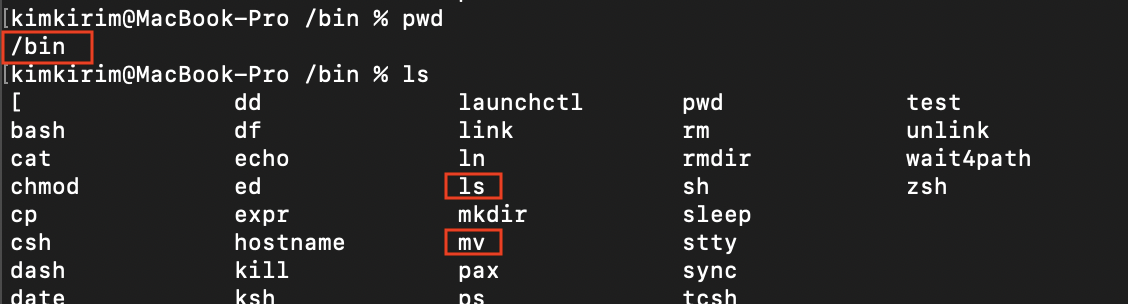 [kimkirim@MacBook-Pro /bin % pwd
/bin
[kimkirim@MacBook-Pro /bin % ls
[ dd launchctl pwd test
bash df link rm unlink
cat echo ln rmdir wait4path
chmod ed ls sh zsh
cp expr mkdir sleep
csh hostname mv stty
dash kill pax sync
date ksh ps tcsh